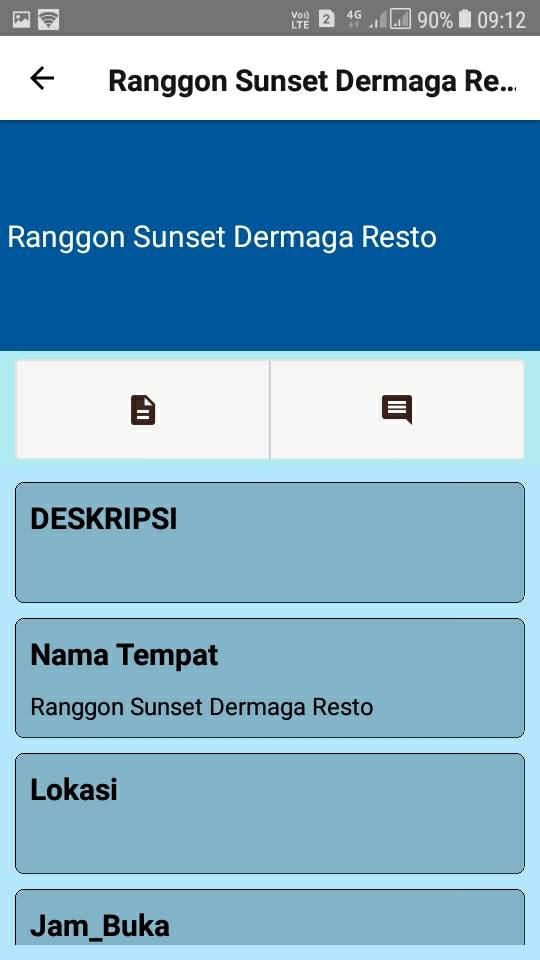 Vo)) LTE 2 4G 90% 09:12
Ranggon Sunset Dermaga Re...
Ranggon Sunset Dermaga Resto
DESKRIPSI
Nama Tempat
Ranggon Sunset Dermaga Resto
Lokasi
Jam_Buka